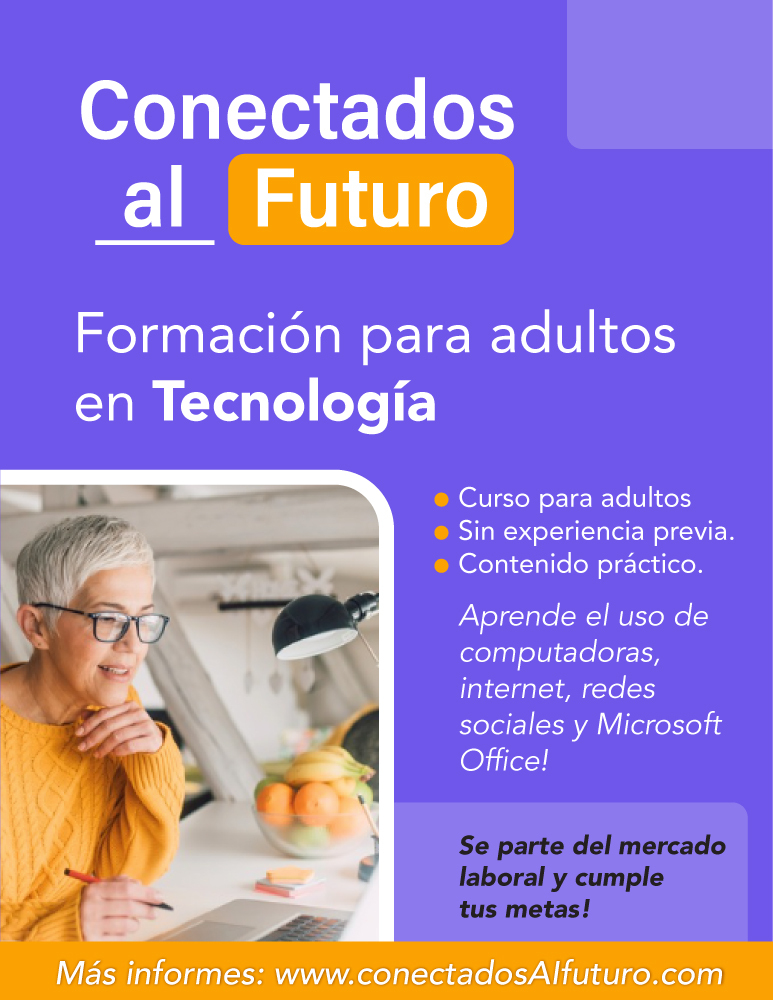 Conectados
al Futuro
Formación para adultos
en Tecnología
Curso para adultos
Sin experiencia previa.
Contenido práctico.
Aprende el uso de
computadoras,
internet, redes
sociales y Microsoft
Office!
Se parte del mercado
laboral y cumple
tus metas!
Más informes: www.conectadosAlfuturo.com